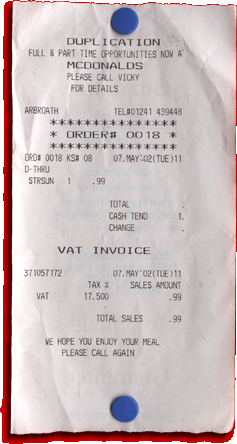 DUPLICATION
FULL & PART TIME OPPORTUNITIES NOW A
MCDONALDS
PLEASE CALL VICKY
FOR DETAILS
ARBROATH TEL#01241 439448
******************
* ORDER# 0018 *
******************
ORD# 0018 KS# 08 07.MAY'02(TUE)11
D-THRU
STRSUN 1 .99
TOTAL .
CASH TEND 1.
CHANGE .
VAT INVOICE
371057172 07.MAY'02(TUE)11
TAX % SALES AMOUNT
VAT 17.500 .99
TOTAL SALES .99
WE HOPE YOU ENJOY YOUR MEAL
PLEASE CALL AGAIN